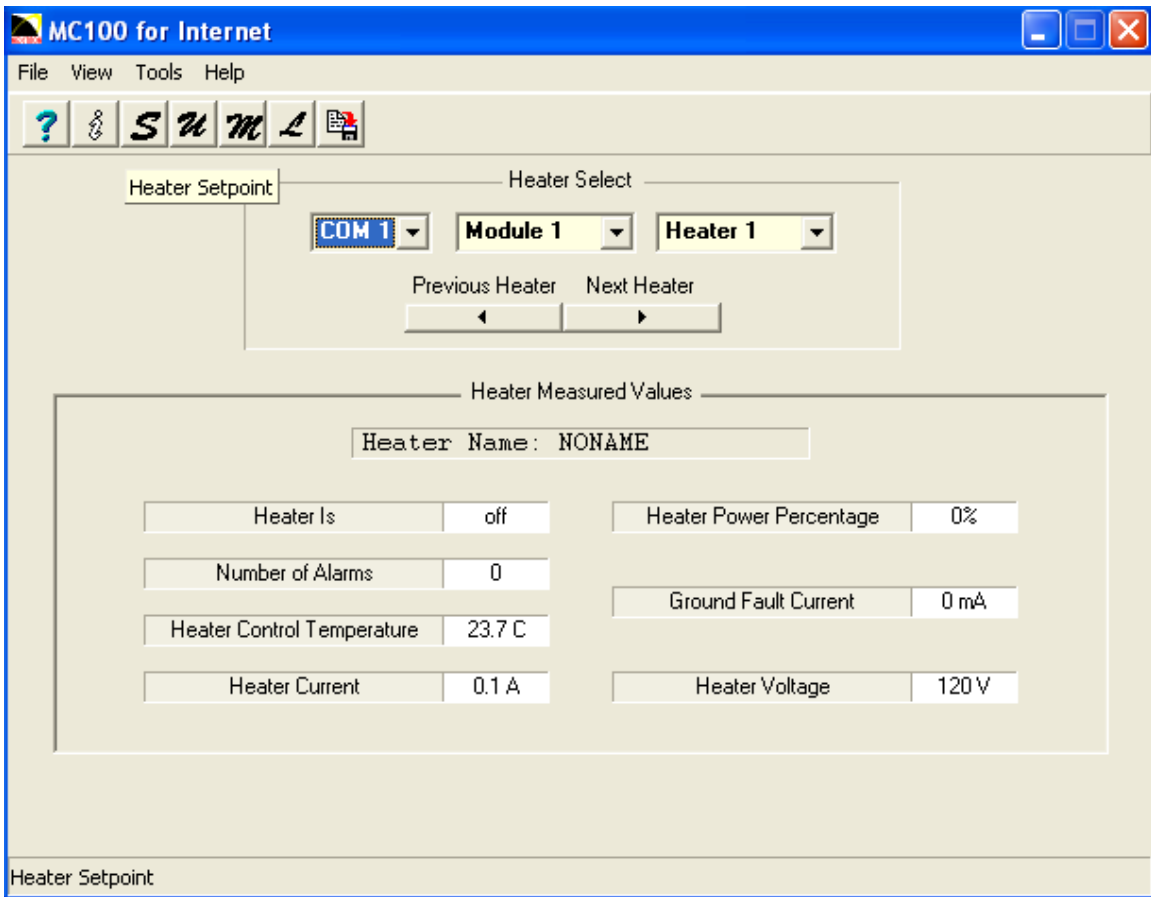 MC100 for Internet
File View Tools Help
? i S U M L
Heater Setpoint
Heater Select
COM 1 Module 1 Heater 1
Previous Heater Next Heater
Heater Measured Values
Heater Name: NONAME
Heater Is off Heater Power Percentage 0%
Number of Alarms 0
Ground Fault Current 0 mA
Heater Control Temperature 23.7 C
Heater Current 0.1 A Heater Voltage 120 V
Heater Setpoint